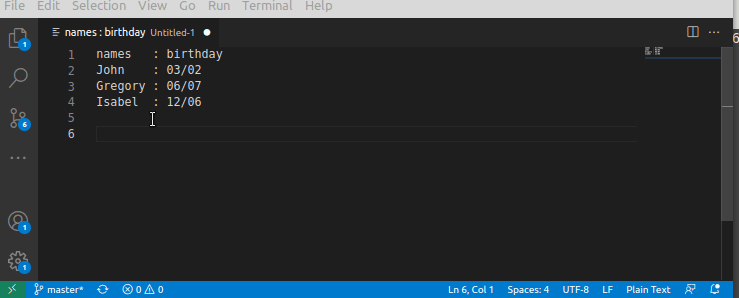 File Edit Selection View Go Run Terminal Help
names : birthday Untitled-1
1 names : birthday
2 John : 03/02
3 Gregory : 06/07
4 Isabel : 12/06
5
6
1
6
1
1
master* 0 0 Ln 6, Col 1 Spaces: 4 UTF-8 LF Plain Text